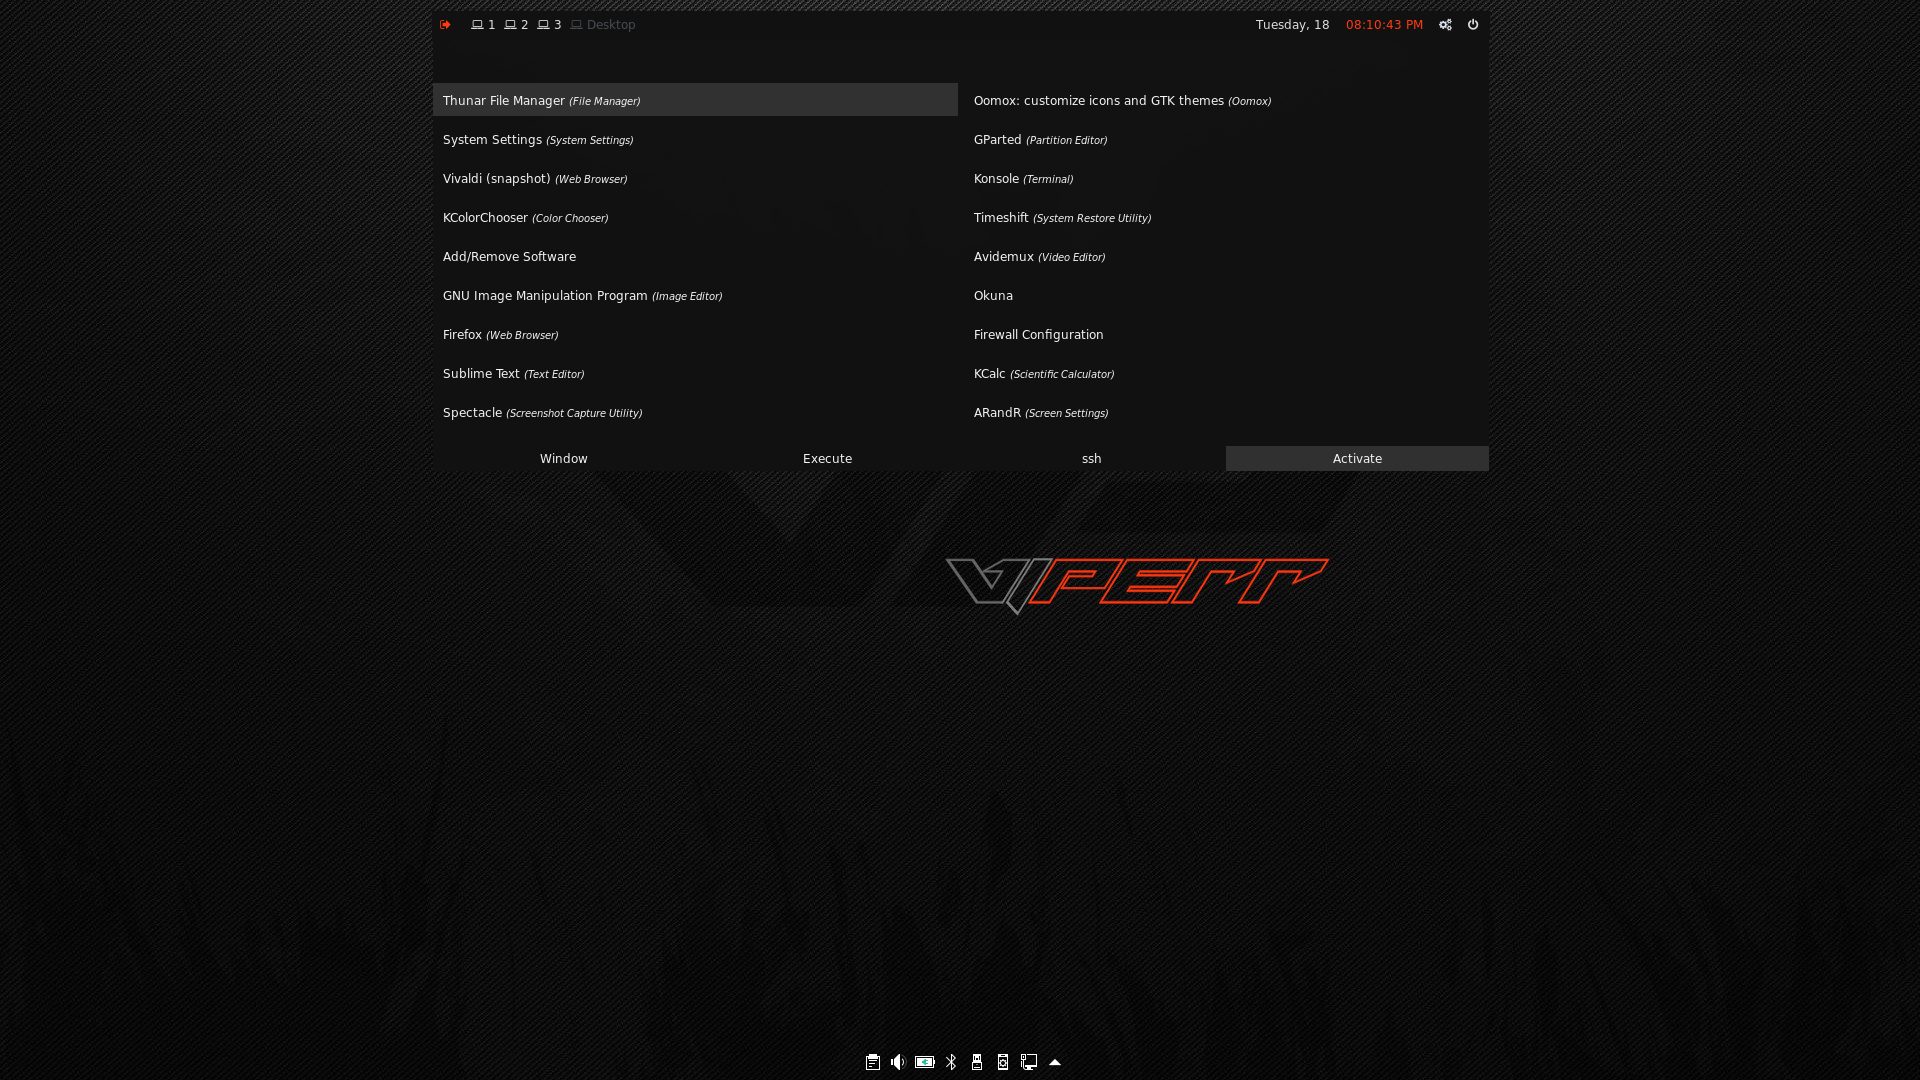 1 2 3 Desktop Tuesday, 18 08:10:43 PM
Thunar File Manager (File Manager)
System Settings (System Settings)
Vivaldi (snapshot) (Web Browser)
KColorChooser (Color Chooser)
Add/Remove Software
GNU Image Manipulation Program (Image Editor)
Firefox (Web Browser)
Sublime Text (Text Editor)
Spectacle (Screenshot Capture Utility)
Oomox: customize icons and GTK themes (Oomox)
GParted (Partition Editor)
Konsole (Terminal)
Timeshift (System Restore Utility)
Avidemux (Video Editor)
Okuna
Firewall Configuration
KCalc (Scientific Calculator)
ARandR (Screen Settings)
Window Execute ssh Activate
VIPERR